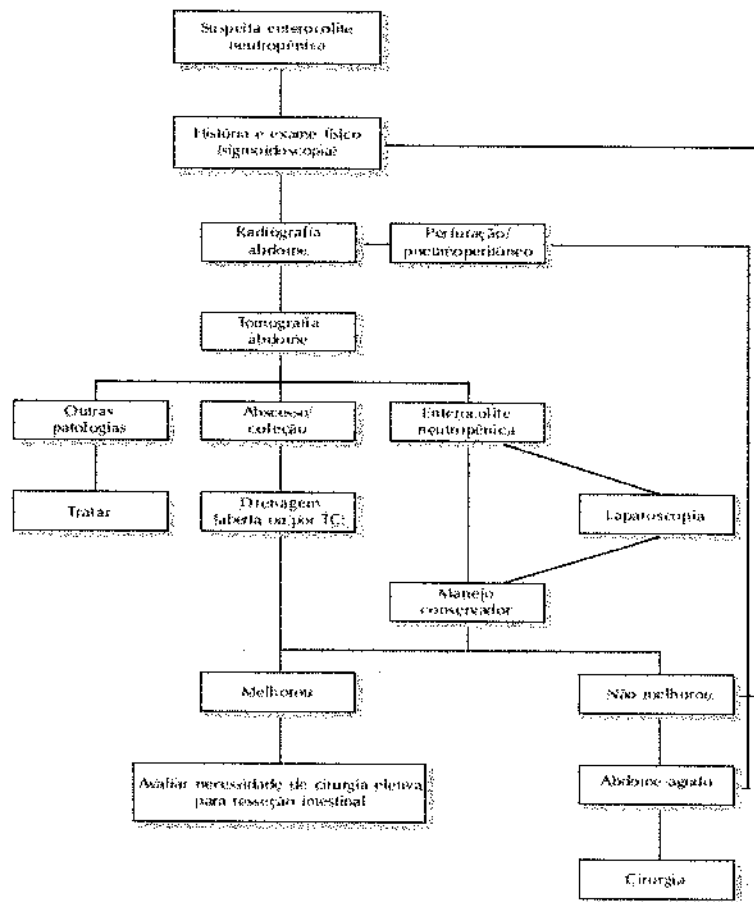 Suspeita enterocolite
neutropênica
História e exame físico
(sigmoidoscopia)
Radiografia
abdome
Perfuração/
pneumoperitôneo
Tomografia
abdome
Outras
patologias
Abscesso/
coleção
Enterocolite
neutropênica
Tratar
Drenagem
(aberta ou por TC)
Laparoscopia
Manejo
conservador
Melhorou
Não melhorou
Avaliar necessidade de cirurgia eletiva
para resseção intestinal
Abdome agudo
Cirurgia